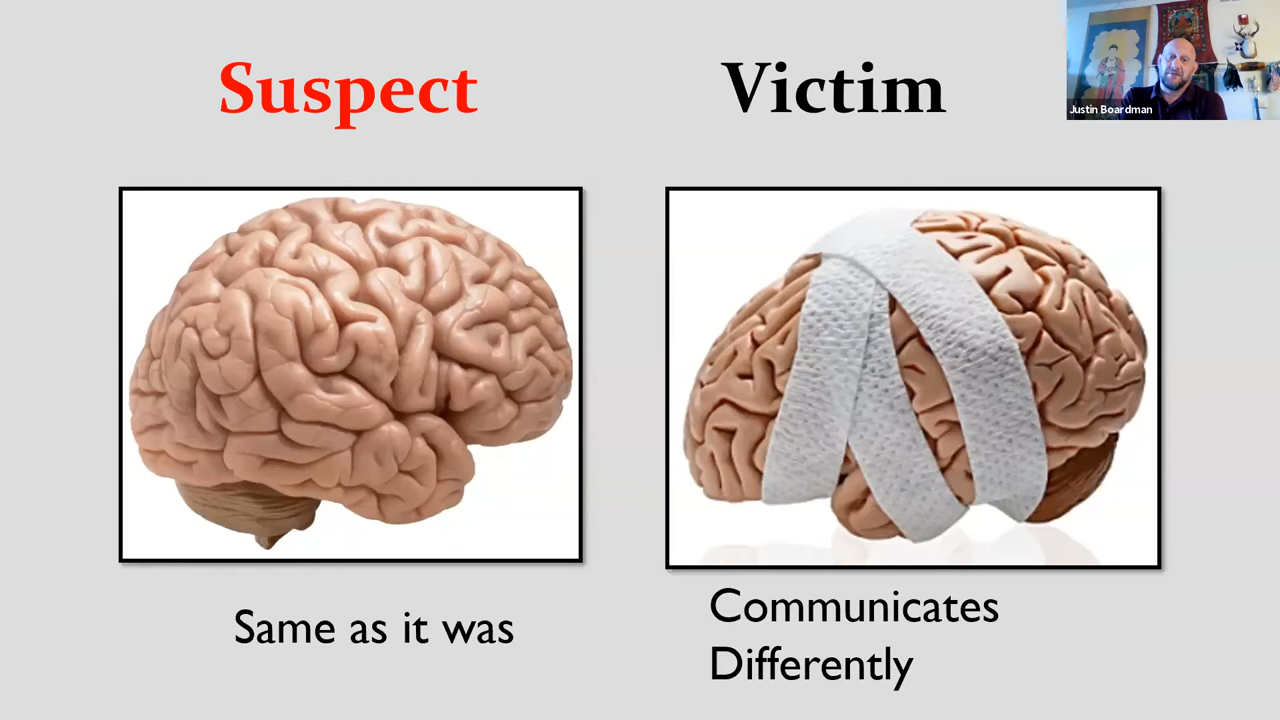 Suspect
Victim
Justin Boardman
Same as it was
Communicates
Differently